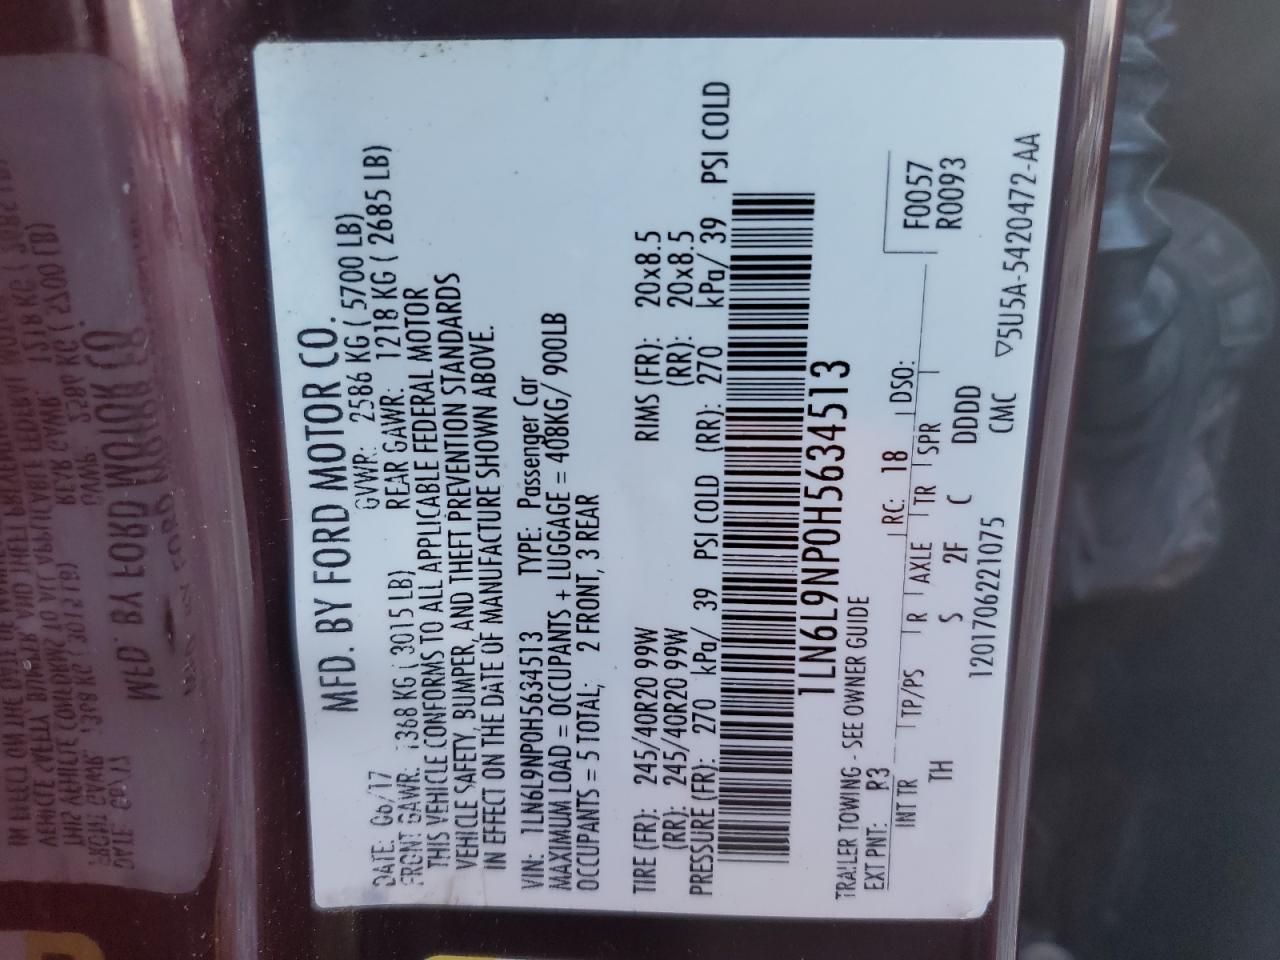 MFD. BY FORD MOTOR CO.
DATE: 06/17 GVWR: 2586 KG ( 5700 LB)
FRONT GAWR: 1368 KG ( 3015 LB) REAR GAWR: 1218 KG ( 2685 LB)
THIS VEHICLE CONFORMS TO ALL APPLICABLE FEDERAL MOTOR
VEHICLE SAFETY, BUMPER, AND THEFT PREVENTION STANDARDS
IN EFFECT ON THE DATE OF MANUFACTURE SHOWN ABOVE.
VIN: 1LN6L9NP0H5634513 TYPE: Passenger Car
MAXIMUM LOAD = OCCUPANTS + LUGGAGE = 408KG/ 900LB
OCCUPANTS = 5 TOTAL; 2 FRONT, 3 REAR
TIRE (FR): 245/40R20 99W RIMS (FR): 20x8.5
(RR): 245/40R20 99W (RR): 20x8.5
PRESSURE (FR): 270 kPa/ 39 PSI COLD (RR): 270 kPa/ 39 PSI COLD
1LN6L9NP0H5634513
TRAILER TOWING - SEE OWNER GUIDE
EXT PNT: R3 RC: 18 DSO: F0057
INT TR TP/PS R AXLE TR SPR R0093
TH S 2F C DDDD
1201706221075 CMC ▽5U5A-5420472-AA